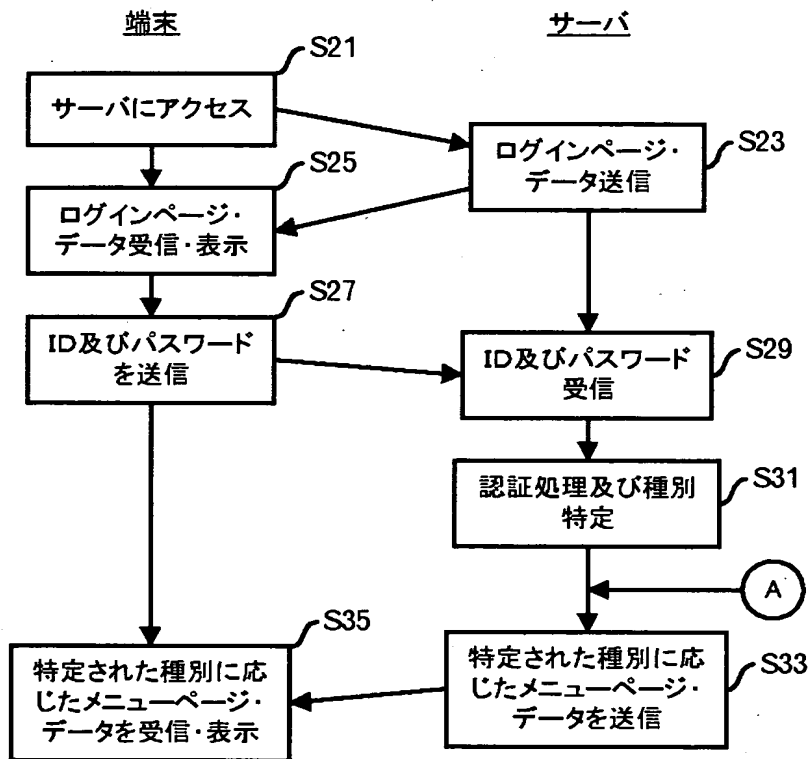 端末
サーバ
S21
サーバにアクセス
S23
ログインページ・
データ送信
S25
ログインページ・
データ受信・表示
S27
ID及びパスワード
を送信
S29
ID及びパスワード
受信
S31
認証処理及び種別
特定
A
S33
特定された種別に応
じたメニューページ・
データを送信
S35
特定された種別に応
じたメニューページ・
データを受信・表示